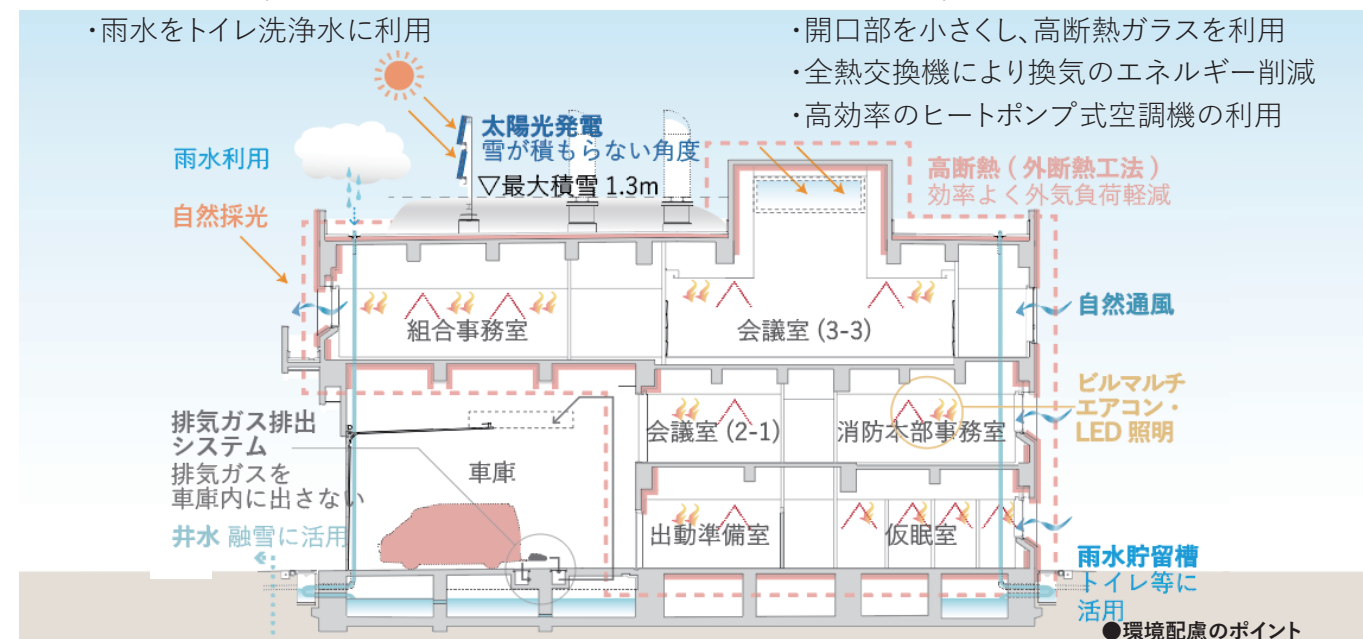 ・雨水をトイレ洗浄水に利用
・開口部を小さくし、高断熱ガラスを利用
・全熱交換機により換気のエネルギー削減
・高効率のヒートポンプ式空調機の利用
太陽光発電
雪が積もらない角度
▽最大積雪 1.3m
雨水利用
自然採光
高断熱 ( 外断熱工法 )
効率よく外気負荷軽減
組合事務室
会議室 (3-3)
自然通風
ビルマルチ
エアコン・
LED 照明
排気ガス排出
システム
排気ガスを
車庫内に出さない
車庫
会議室 (2-1)
消防本部事務室
井水 融雪に活用
出動準備室
仮眠室
雨水貯留槽
トイレ等に
活用
●環境配慮のポイント